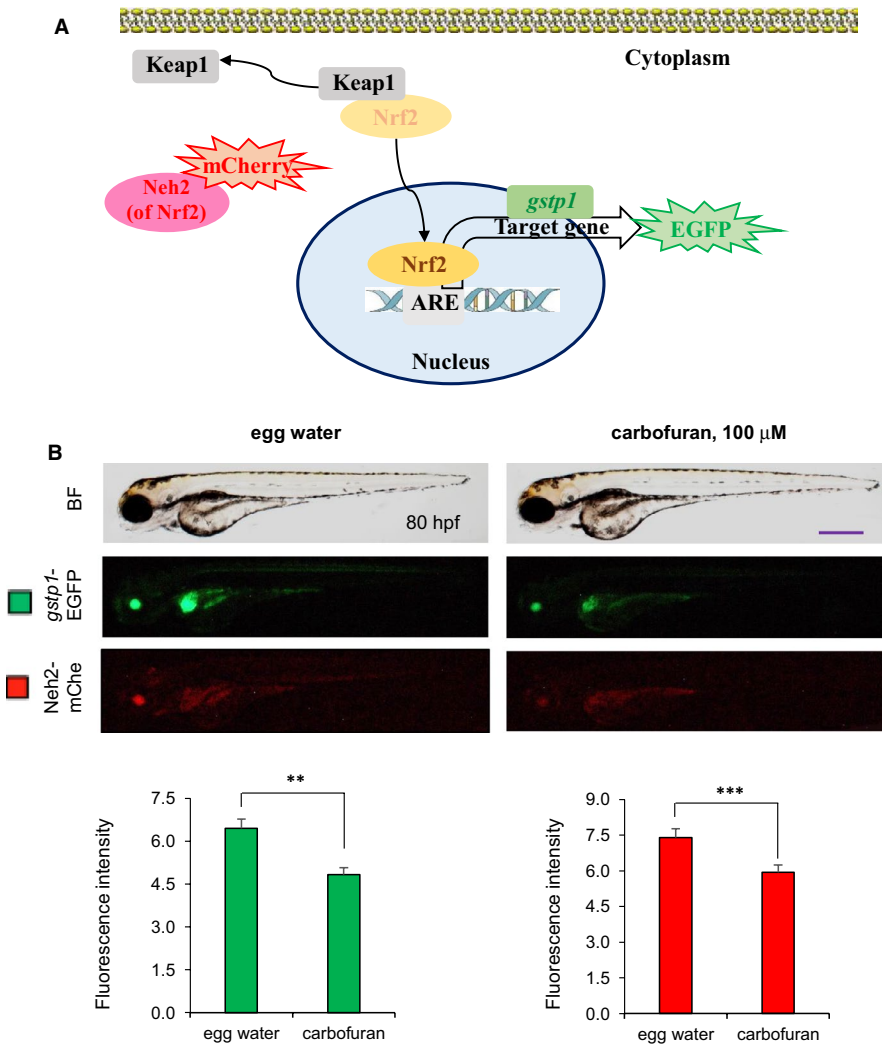 A
Cytoplasm
Keap1
Keap1
Nrf2
mCherry
Neh2
(of Nrf2)
gstp1
Target gene
EGFP
Nrf2
ARE
Nucleus
B
egg water
carbofuran, 100 μM
BF
80 hpf
gstp1-
EGFP
Neh2-
mChe
Fluorescence intensity
7.5
6.0
4.5
3.0
1.5
0.0
**
egg water
carbofuran
Fluorescence intensity
9.0
7.5
6.0
4.5
3.0
1.5
0.0
***
egg water
carbofuran